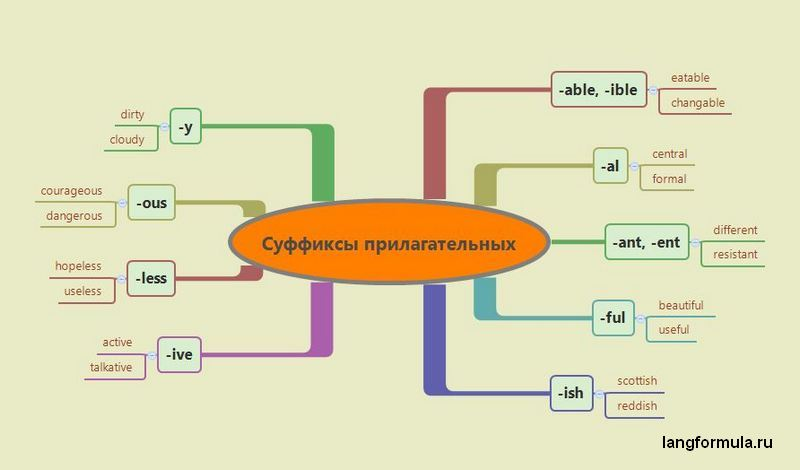 Суффиксы прилагательных
-able, -ible
eatable
changable
-al
central
formal
-ant, -ent
different
resistant
-ful
beautiful
useful
-ish
scottish
reddish
-y
dirty
cloudy
-ous
courageous
dangerous
-less
hopeless
useless
-ive
active
talkative
langformula.ru